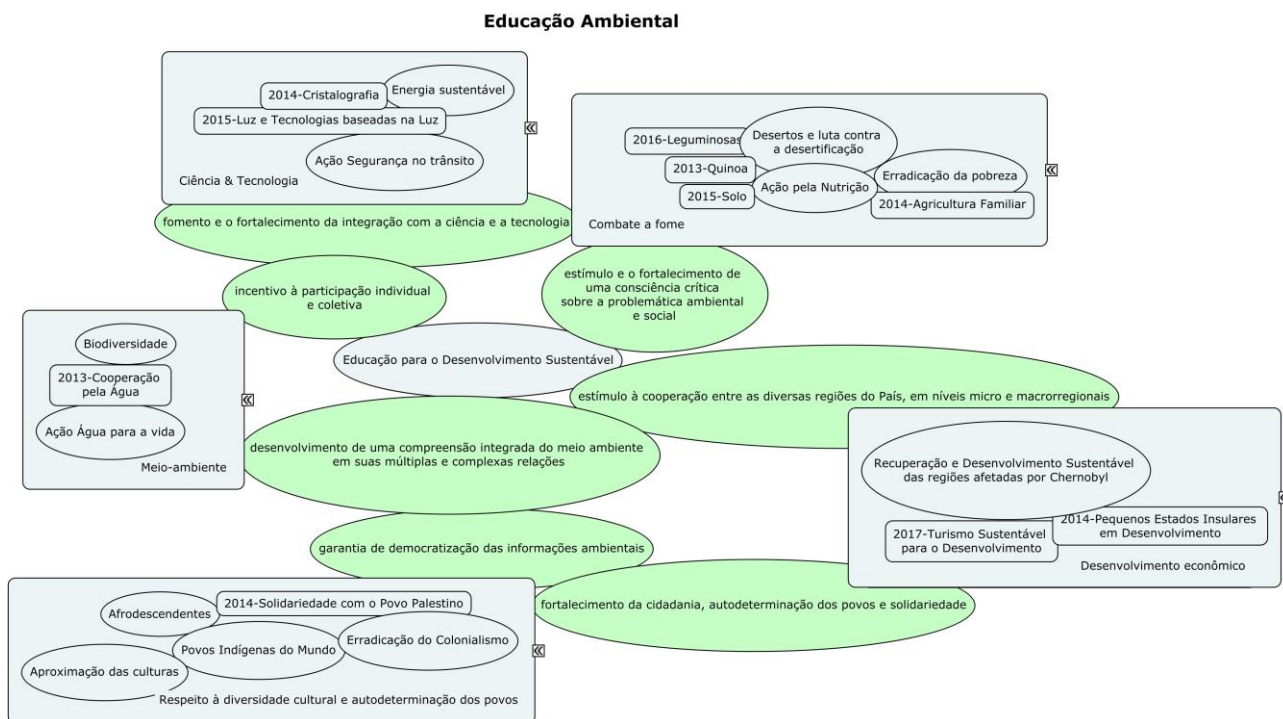 Educação Ambiental
Energia sustentável
2014-Cristalografia
2015-Luz e Tecnologias baseadas na Luz
Ação Segurança no trânsito
Ciência & Tecnologia
Desertos e luta contra
a desertificação
2016-Leguminosas
2013-Quinoa
Ação pela Nutrição
Erradicação da pobreza
2015-Solo
2014-Agricultura Familiar
Combate a fome
fomento e o fortalecimento da integração com a ciência e a tecnologia
incentivo à participação individual
e coletiva
estímulo e o fortalecimento de
uma consciência crítica
sobre a problemática ambiental
e social
Biodiversidade
2013-Cooperação
pela Água
Ação Água para a vida
Meio-ambiente
Educação para o Desenvolvimento Sustentável
estímulo à cooperação entre as diversas regiões do País, em níveis micro e macrorregionais
desenvolvimento de uma compreensão integrada do meio ambiente
em suas múltiplas e complexas relações
Recuperação e Desenvolvimento Sustentável
das regiões afetadas por Chernobyl
2014-Pequenos Estados Insulares
em Desenvolvimento
2017-Turismo Sustentável
para o Desenvolvimento
Desenvolvimento econômico
garantia de democratização das informações ambientais
fortalecimento da cidadania, autodeterminação dos povos e solidariedade
Afrodescendentes
2014-Solidariedade com o Povo Palestino
Erradicação do Colonialismo
Povos Indígenas do Mundo
Aproximação das culturas
Respeito à diversidade cultural e autodeterminação dos povos